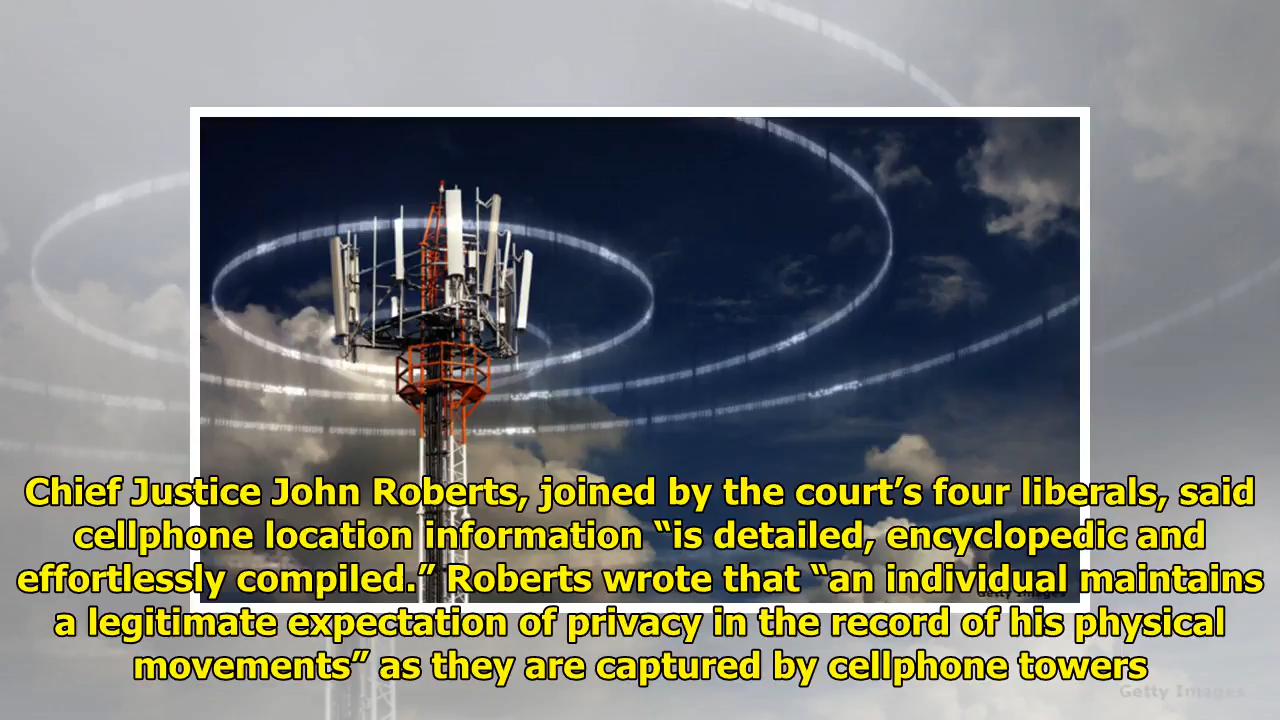 Chief Justice John Roberts, joined by the court’s four liberals, said
cellphone location information “is detailed, encyclopedic and
effortlessly compiled.” Roberts wrote that “an individual maintains
a legitimate expectation of privacy in the record of his physical
movements” as they are captured by cellphone towers
Getty Images
Getty Images